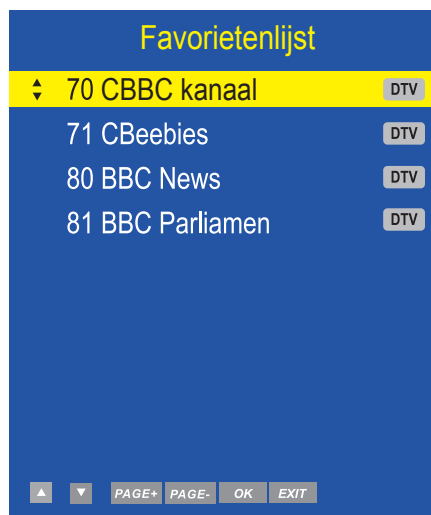 Favorietenlijst
70 CBBC kanaal DTV
71 CBeebies DTV
80 BBC News DTV
81 BBC Parliamen DTV
PAGE+ PAGE- OK EXIT